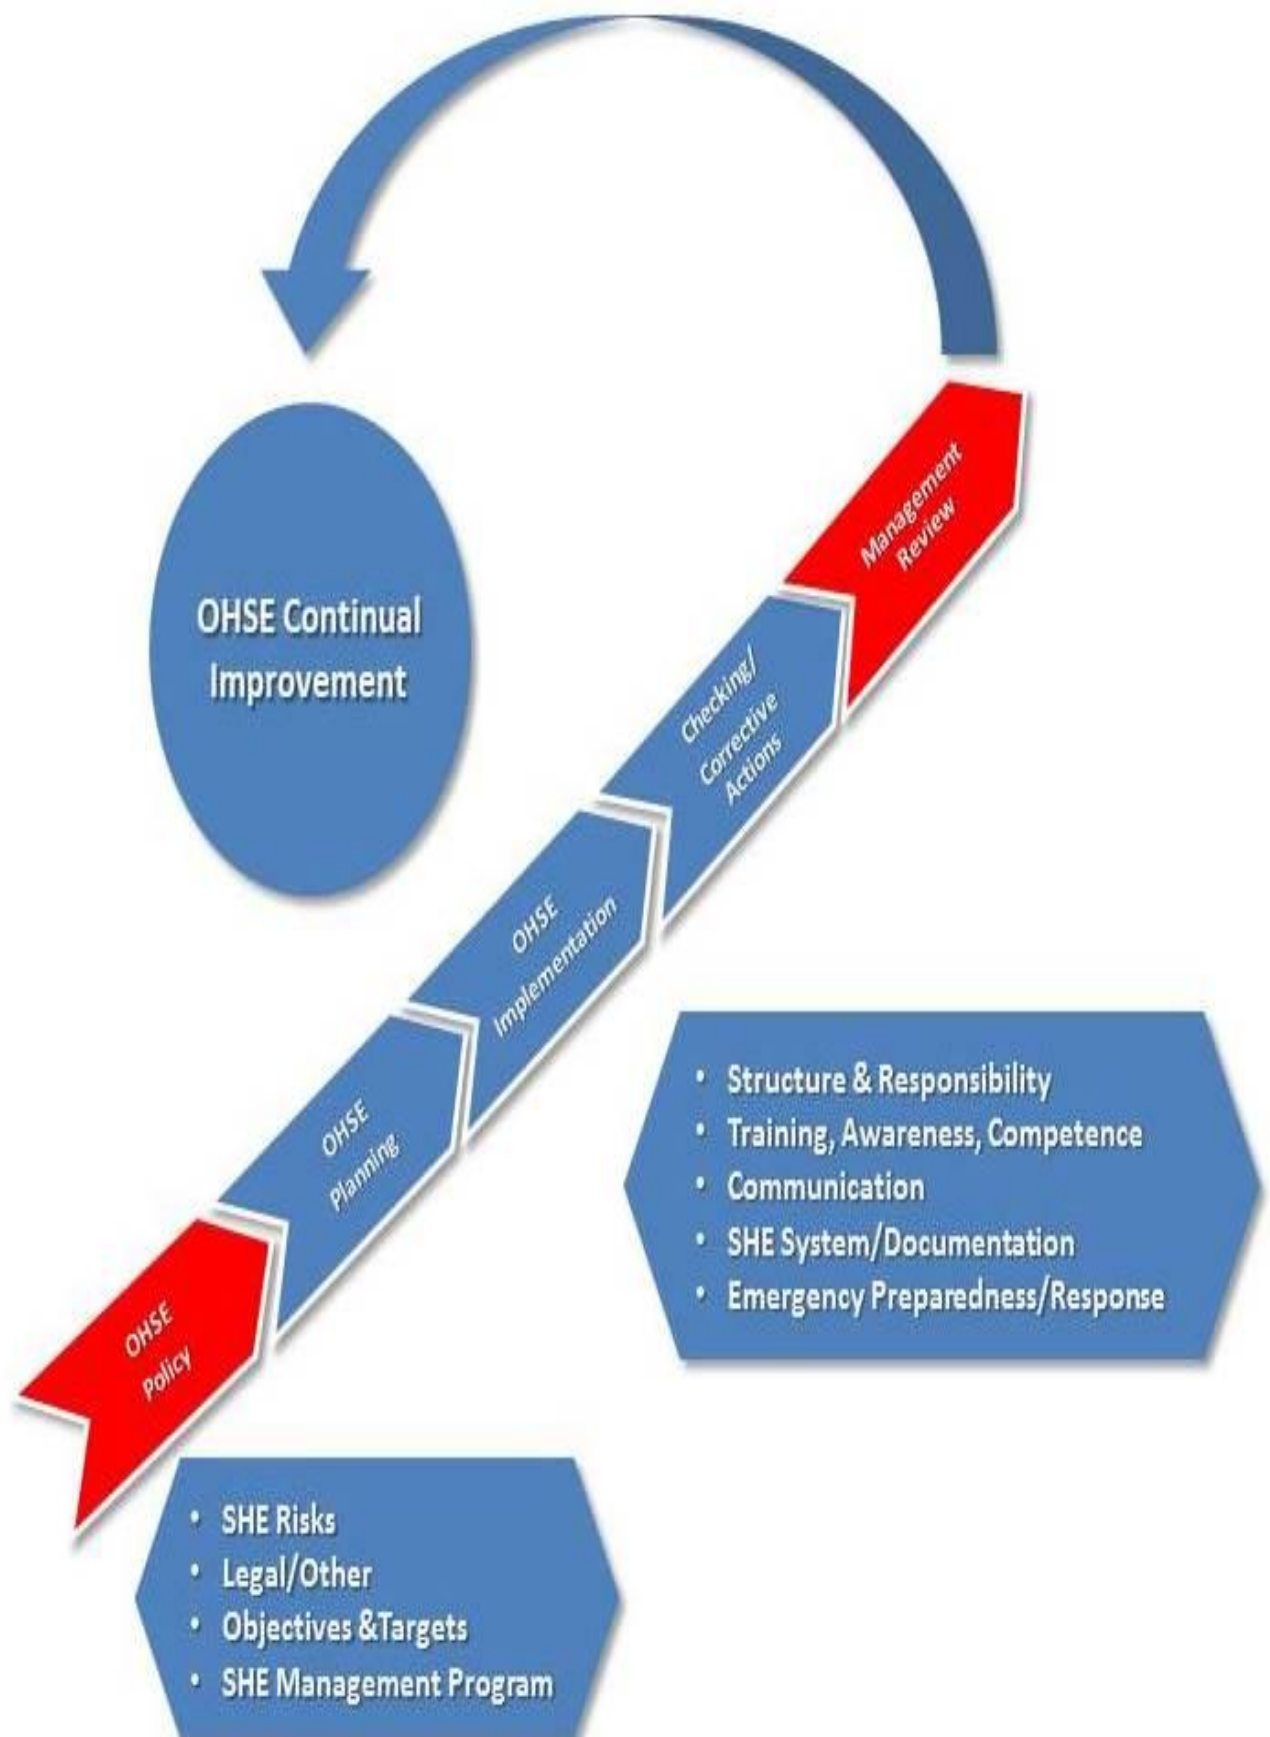 OHSE Continual
Improvement
Management
Review
Checking/
Corrective
Actions
OHSE
Implementation
OHSE
Planning
OHSE
Policy
• Structure & Responsibility
• Training, Awareness, Competence
• Communication
• SHE System/Documentation
• Emergency Preparedness/Response
• SHE Risks
• Legal/Other
• Objectives &Targets
• SHE Management Program